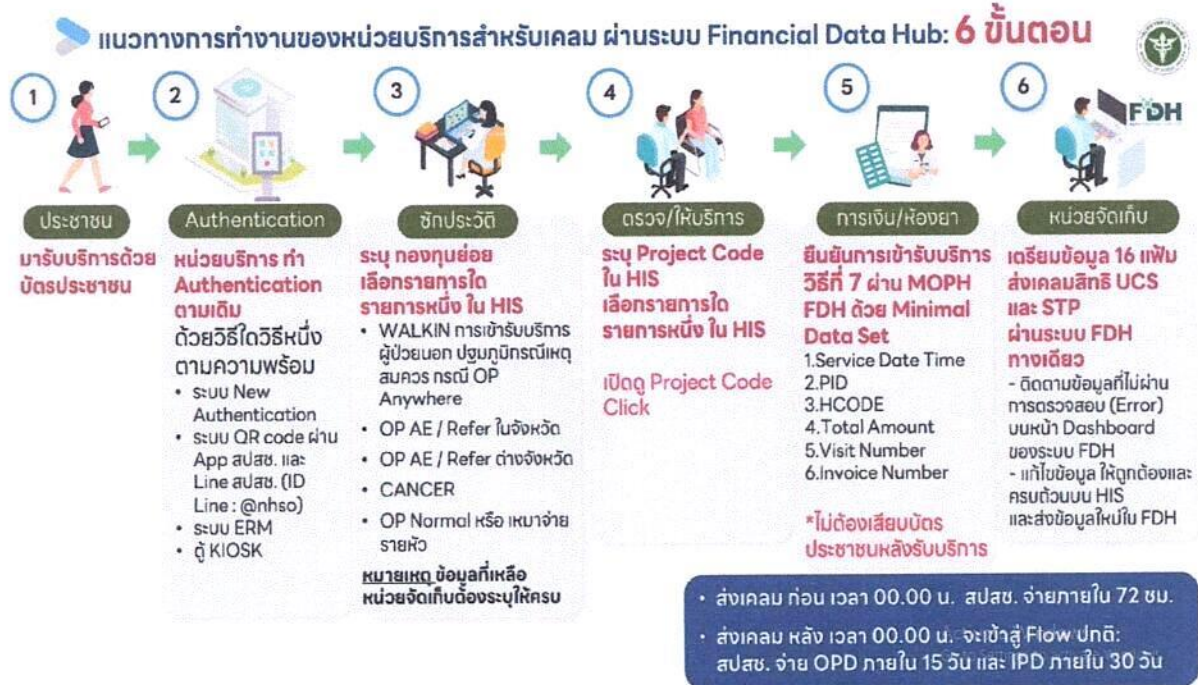 แนวทางการทำงานของหน่วยบริการสำหรับเคลม ผ่านระบบ Financial Data Hub: 6 ขั้นตอน
1
ประชาชน
มารับบริการด้วย
บัตรประชาชน
2
Authentication
หน่วยบริการ ทำ
Authentication
ตามเดิม
ด้วยวิธีใดวิธีหนึ่ง
ตามความพร้อม
• ระบบ New
Authentication
• ระบบ QR code ผ่าน
App สปสช. และ
Line สปสช. (ID
Line : @nhso)
• ระบบ ERM
• ตู้ KIOSK
3
ซักประวัติ
ระบุ กองทุนย่อย
เลือกรายการใด
รายการหนึ่ง ใน HIS
• WALKIN การเข้ารับบริการ
ผู้ป่วยนอก ปฐมภูมิกรณีเหตุ
สมควร กรณี OP
Anywhere
• OP AE / Refer ในจังหวัด
• OP AE / Refer ต่างจังหวัด
• CANCER
• OP Normal หรือ เหมาจ่าย
รายหัว
หมายเหตุ ข้อมูลที่เหลือ
หน่วยจัดเก็บต้องระบุให้ครบ
4
ตรวจ/ให้บริการ
ระบุ Project Code
ใน HIS
เลือกรายการใด
รายการหนึ่ง ใน HIS
เปิดดู Project Code
Click
5
การเงิน/ห้องยา
ยืนยันการเข้ารับบริการ
วิธีที่ 7 ผ่าน MOPH
FDH ด้วย Minimal
Data Set
1.Service Date Time
2.PID
3.HCODE
4.Total Amount
5.Visit Number
6.Invoice Number
*ไม่ต้องเสียบบัตร
ประชาชนหลังรับบริการ
6
FDH
หน่วยจัดเก็บ
เตรียมข้อมูล 16 แฟ้ม
ส่งเคลมสิทธิ UCS
และ STP
ผ่านระบบ FDH
ทางเดียว
- ติดตามข้อมูลที่ไม่ผ่าน
การตรวจสอบ (Error)
บนหน้า Dashboard
ของระบบ FDH
- แก้ไขข้อมูล ให้ถูกต้องและ
ครบถ้วนบน HIS
และส่งข้อมูลใหม่ใน FDH
• ส่งเคลม ก่อน เวลา 00.00 น. สปสช. จ่ายภายใน 72 ชม.
• ส่งเคลม หลัง เวลา 00.00 น. จะเข้าสู่ Flow ปกติ:
สปสช. จ่าย OPD ภายใน 15 วัน และ IPD ภายใน 30 วัน